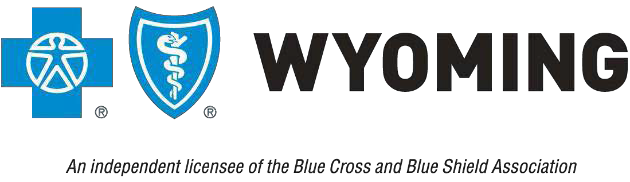 ® ® WYOMING
An independent licensee of the Blue Cross and Blue Shield Association